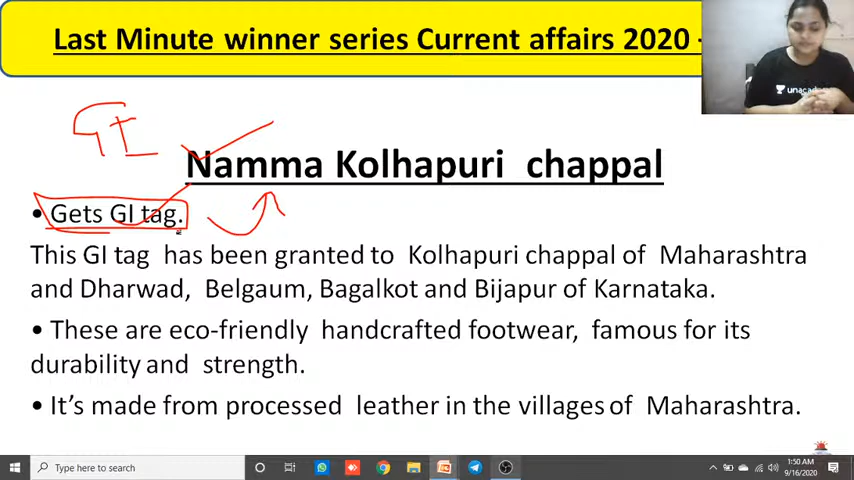 Last Minute winner series Current affairs 2020 -
unacademy
GI
Namma Kolhapuri chappal
• Gets GI tag.
This GI tag has been granted to Kolhapuri chappal of Maharashtra
and Dharwad, Belgaum, Bagalkot and Bijapur of Karnataka.
• These are eco-friendly handcrafted footwear, famous for its
durability and strength.
• It's made from processed leather in the villages of Maharashtra.
Type here to search
1:50 AM
9/16/2020